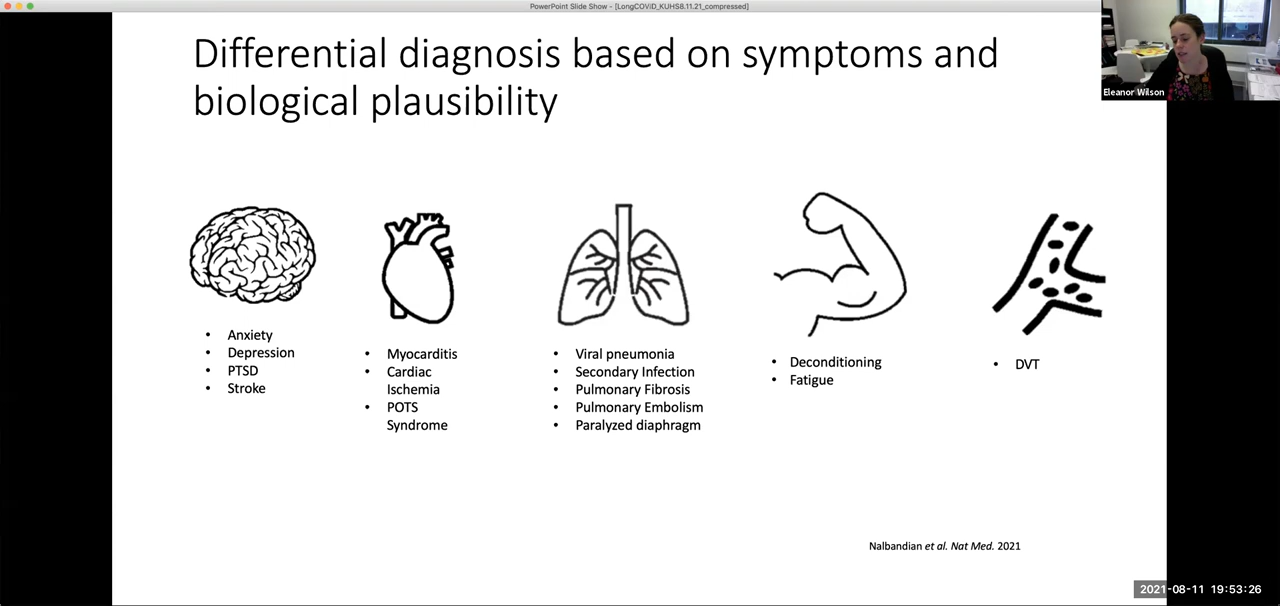 PowerPoint Slide Show - [LongCOViD_KUHS8.11.21_compressed]
Differential diagnosis based on symptoms and
biological plausibility
Eleanor Wilson
• Anxiety
• Depression
• PTSD
• Stroke
• Myocarditis
• Cardiac
Ischemia
• POTS
Syndrome
• Viral pneumonia
• Secondary Infection
• Pulmonary Fibrosis
• Pulmonary Embolism
• Paralyzed diaphragm
• Deconditioning
• Fatigue
• DVT
Nalbandian et al. Nat Med. 2021
2021-08-11 19:53:26